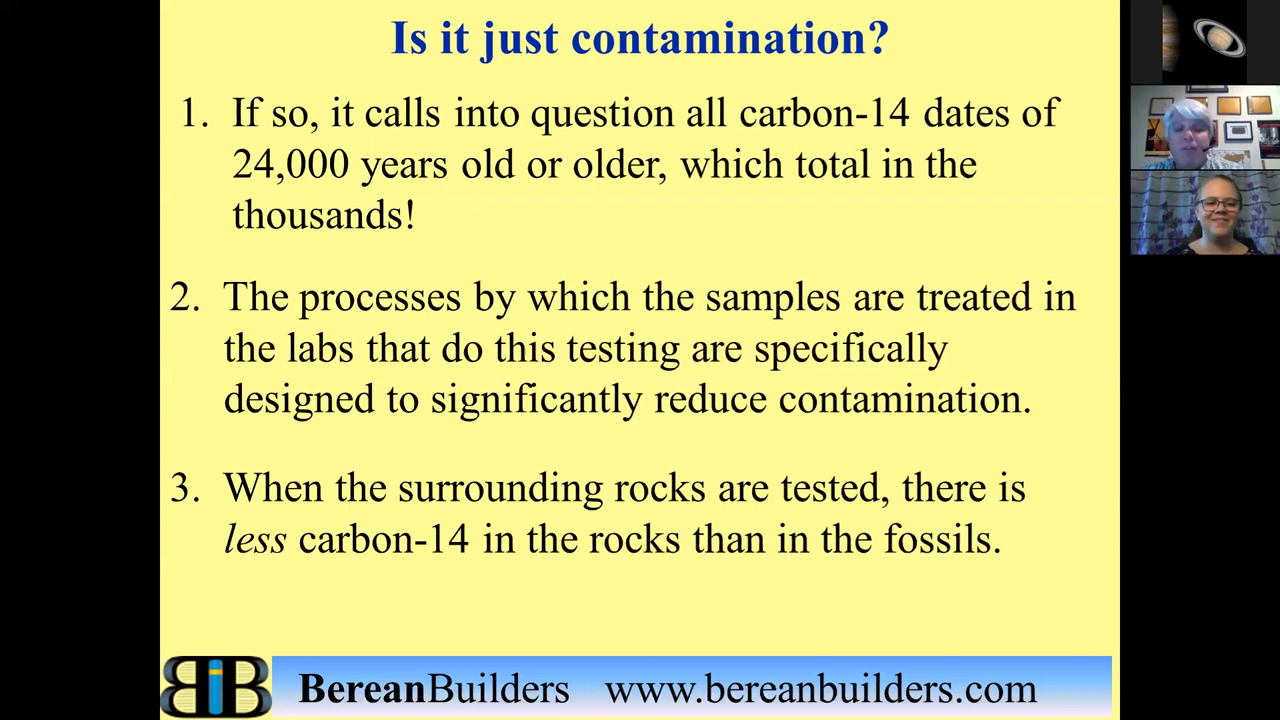 Is it just contamination?
1. If so, it calls into question all carbon-14 dates of
24,000 years old or older, which total in the
thousands!
2. The processes by which the samples are treated in
the labs that do this testing are specifically
designed to significantly reduce contamination.
3. When the surrounding rocks are tested, there is
less carbon-14 in the rocks than in the fossils.
BiB BereanBuilders www.bereanbuilders.com